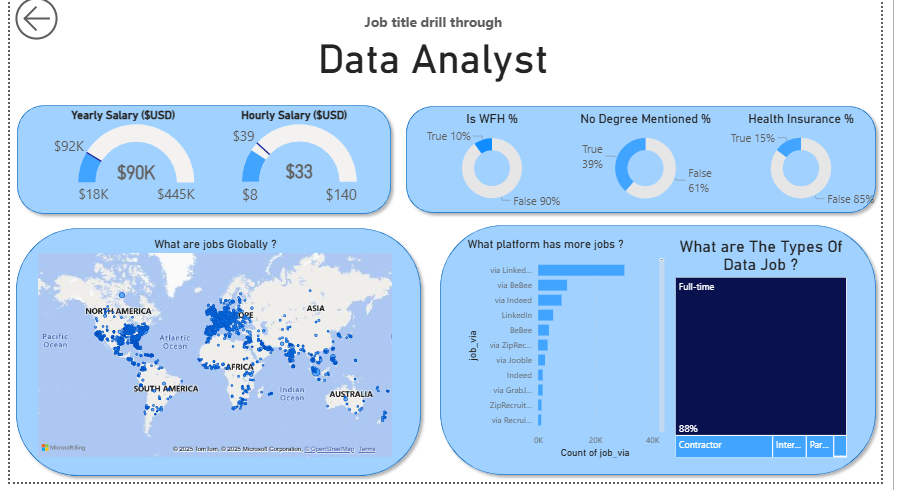 Job title drill through
Data Analyst
Yearly Salary ($USD)
$92K
$90K
$18K
$445K
Hourly Salary ($USD)
$39
$33
$8
$140
Is WFH %
True 10%
False 90%
No Degree Mentioned %
True
39%
False
61%
Health Insurance %
True 15%
False 85%
What are jobs Globally ?
NORTH AMERICA
OPE
ASIA
Pacific
Ocean
Atlantic
Ocean
AFRICA
SOUTH AMERICA
Indian
Ocean
AUSTRALIA
Microsoft Bing
© 2025 TomTom, © 2025 Microsoft Corporation, © OpenStreetMap Terms
What platform has more jobs ?
job_via
via Linked...
via BeBee
via Indeed
LinkedIn
BeBee
via ZipRec...
via Jooble
Indeed
via GrabJ...
ZipRecruit...
via Recrui...
0K
20K
40K
Count of job_via
What are The Types Of
Data Job ?
Full-time
88%
Contractor
Inter...
Par...